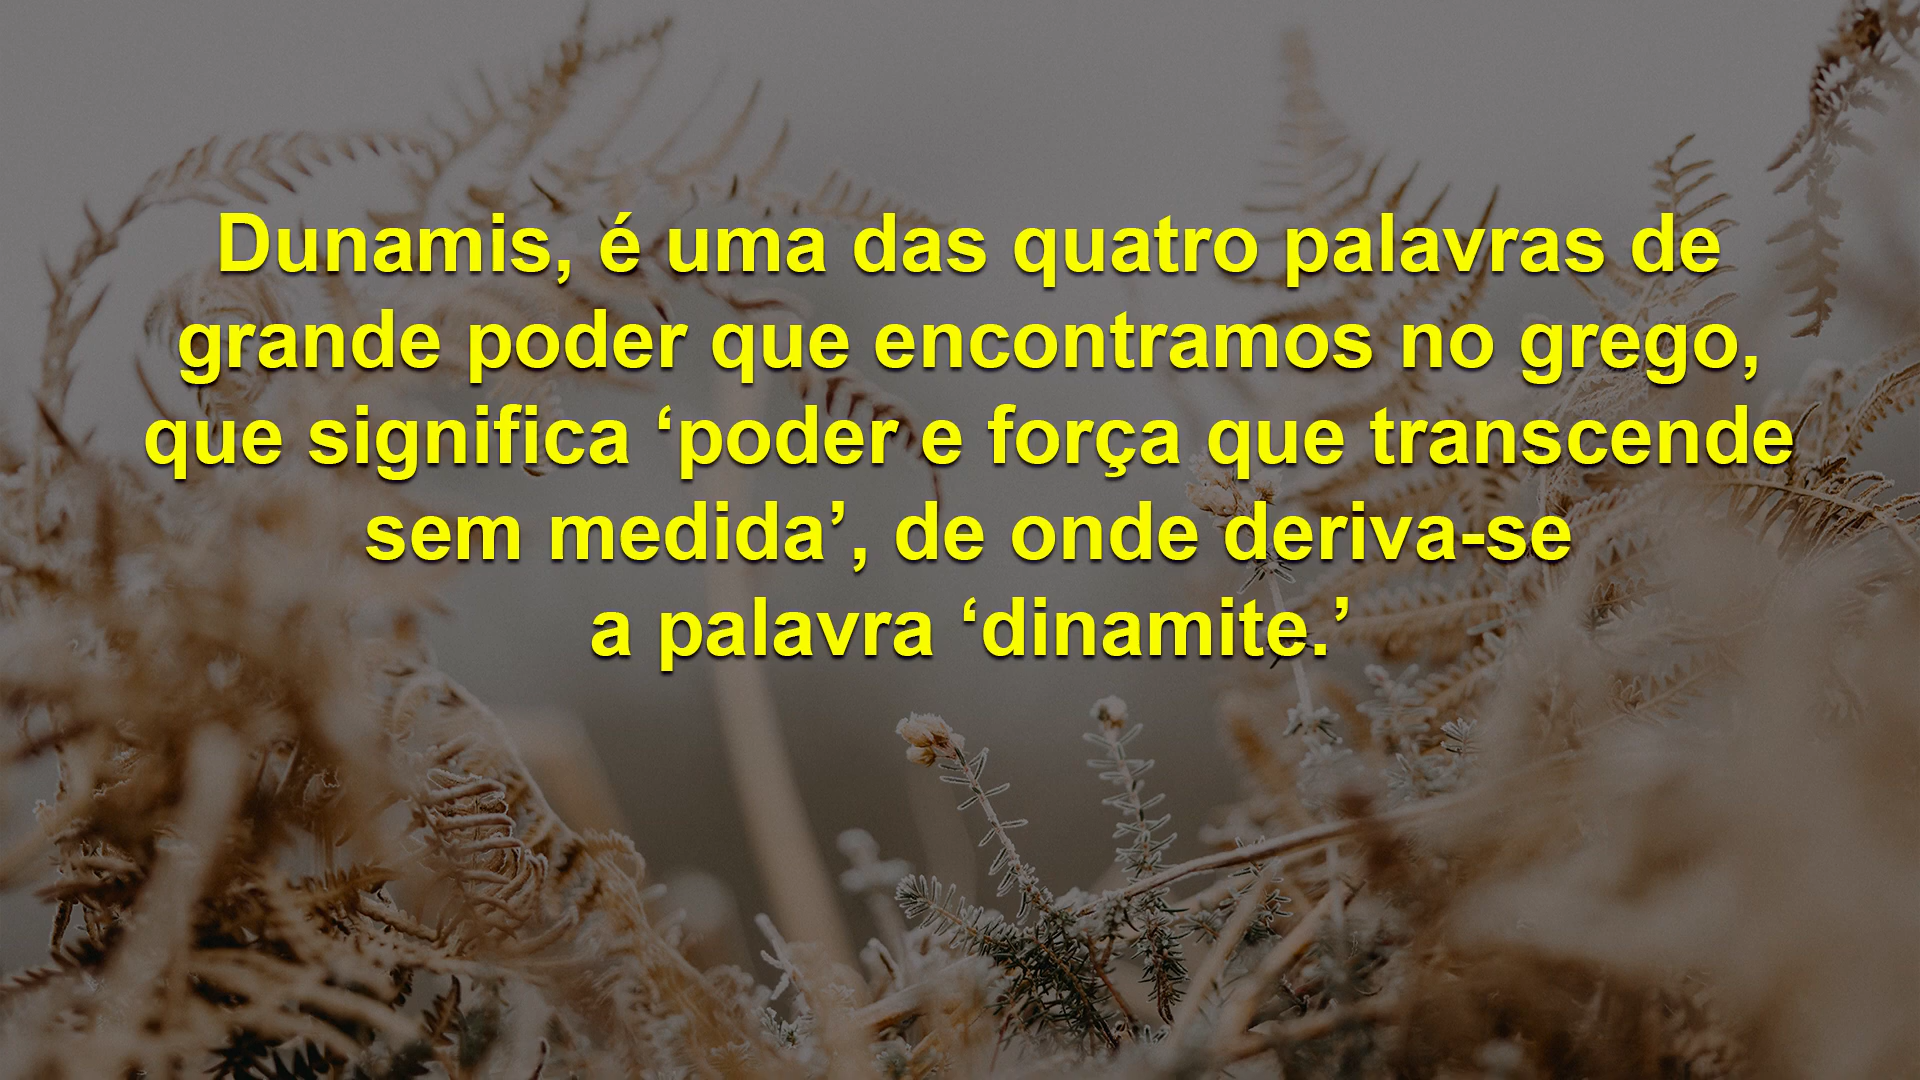 Dunamis, é uma das quatro palavras de
grande poder que encontramos no grego,
que significa ‘poder e força que transcende
sem medida’, de onde deriva-se
a palavra ‘dinamite.’